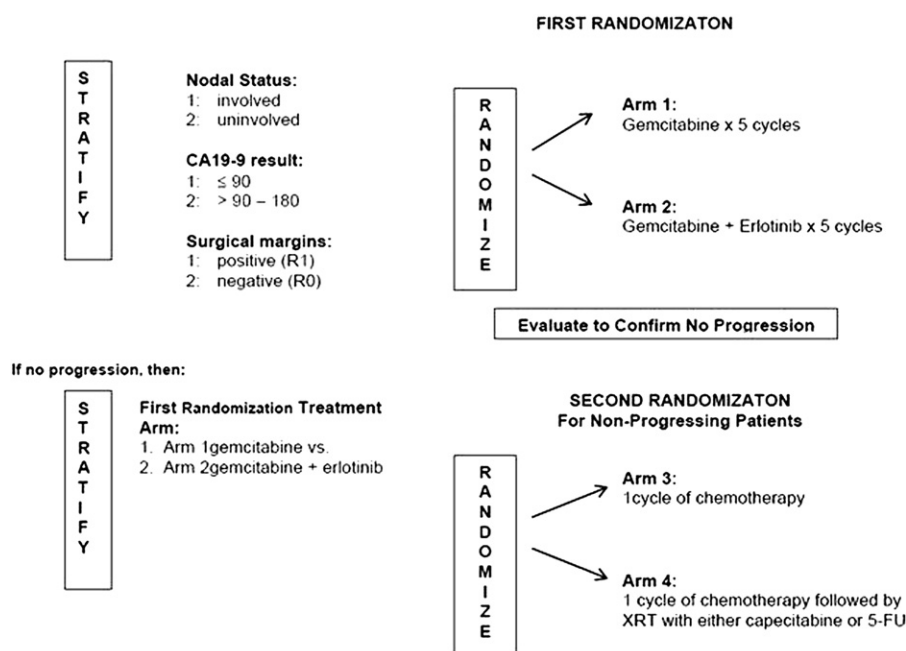 FIRST RANDOMIZATON
STRATIFY
Nodal Status:
1: involved
2: uninvolved
CA19-9 result:
1: ≤ 90
2: > 90 – 180
Surgical margins:
1: positive (R1)
2: negative (R0)
RANDOMIZE
Arm 1:
Gemcitabine x 5 cycles
Arm 2:
Gemcitabine + Erlotinib x 5 cycles
Evaluate to Confirm No Progression
If no progression, then:
STRATIFY
First Randomization Treatment
Arm:
1. Arm 1gemcitabine vs.
2. Arm 2gemcitabine + erlotinib
SECOND RANDOMIZATON
For Non-Progressing Patients
RANDOMIZE
Arm 3:
1cycle of chemotherapy
Arm 4:
1 cycle of chemotherapy followed by
XRT with either capecitabine or 5-FU